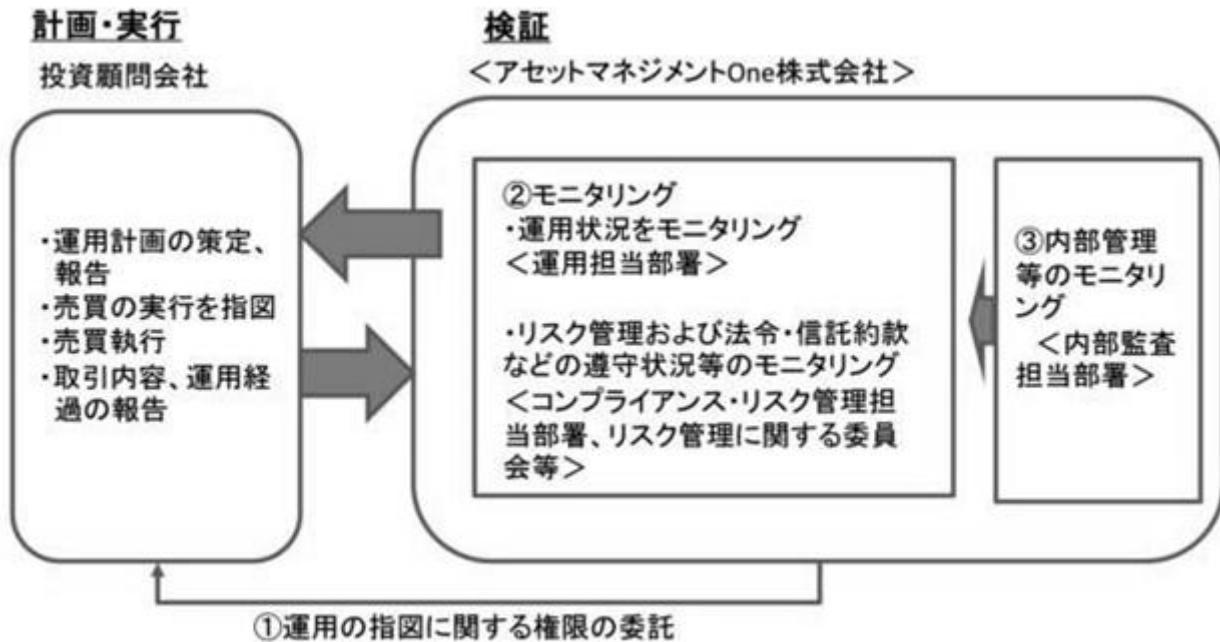 計画・実行
投資顧問会社
・運用計画の策定、
報告
・売買の実行を指図
・売買執行
・取引内容、運用経
過の報告
検証
＜アセットマネジメントOne株式会社＞
②モニタリング
・運用状況をモニタリング
＜運用担当部署＞
・リスク管理および法令・信託約款
などの遵守状況等のモニタリング
＜コンプライアンス・リスク管理担
当部署、リスク管理に関する委員
会等＞
③内部管理
等のモニタリ
ング
＜内部監査
担当部署＞
①運用の指図に関する権限の委託